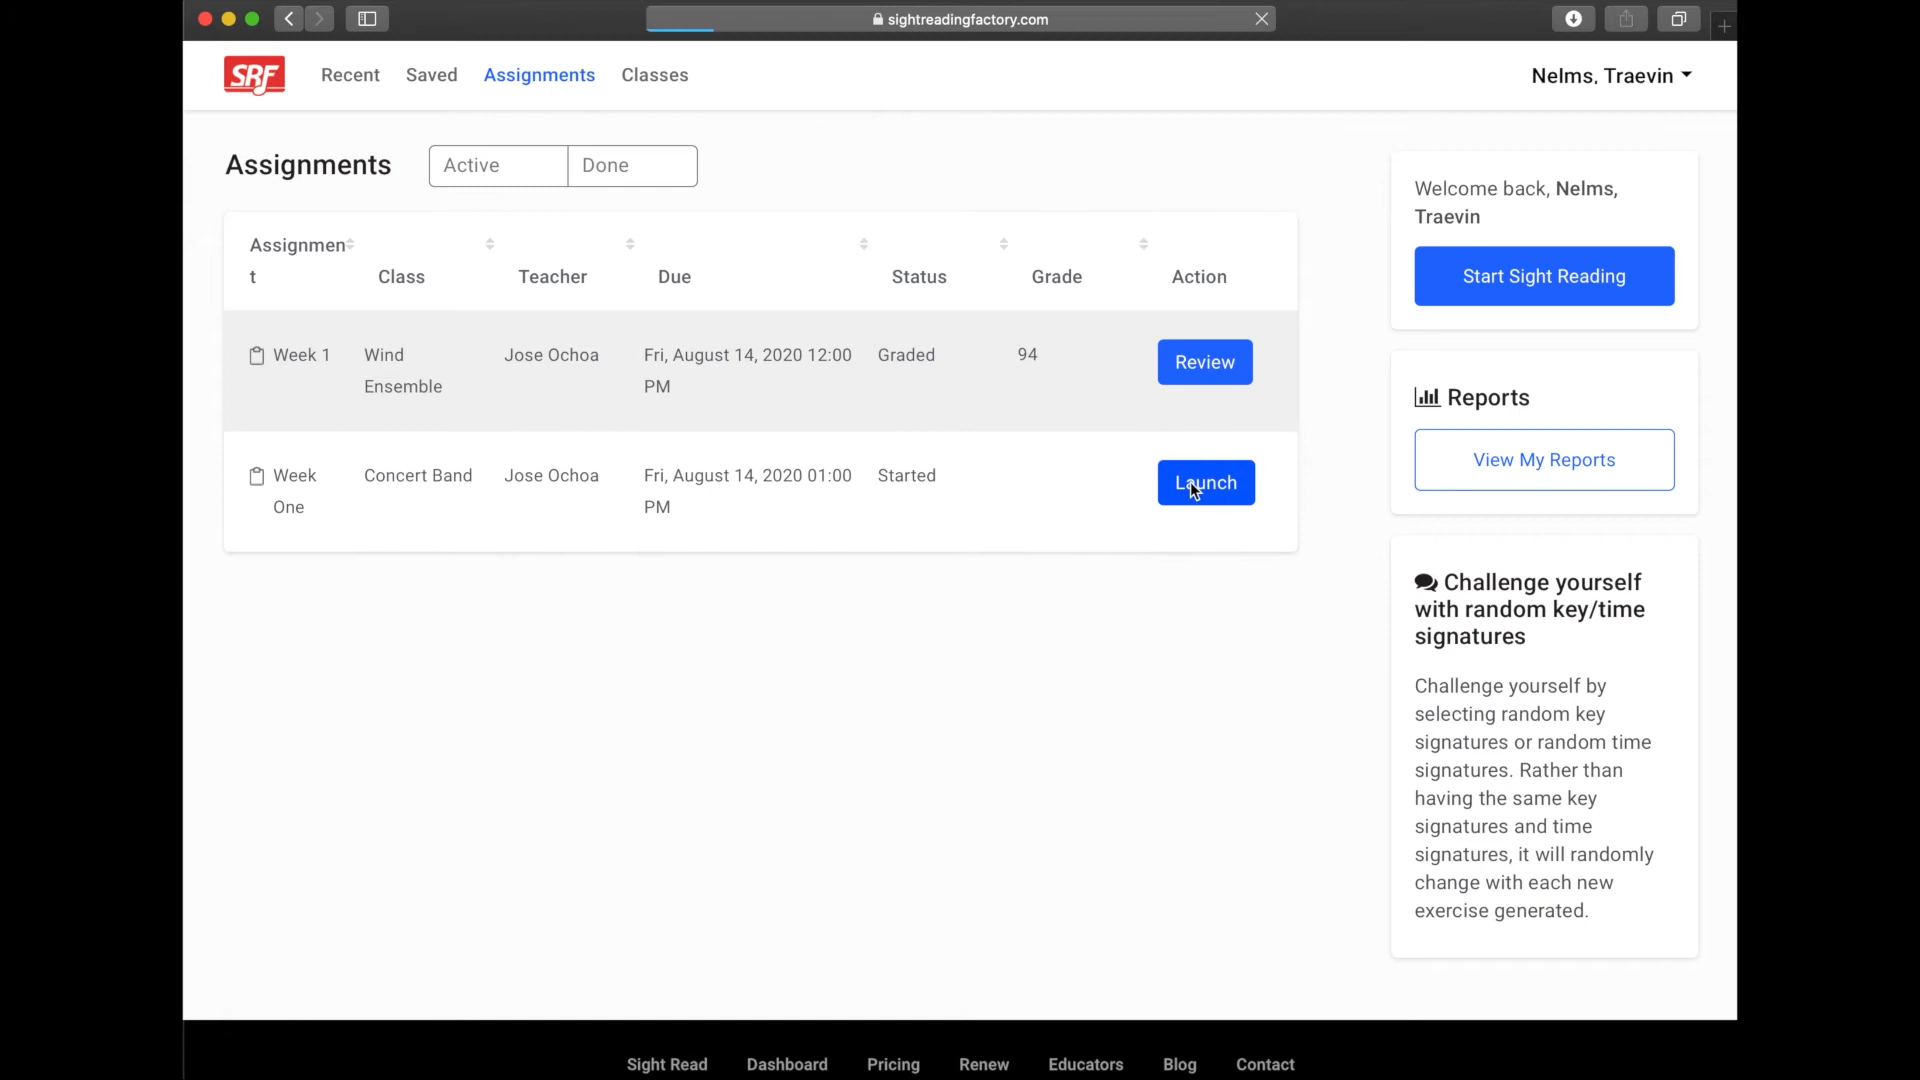 sightreadingfactory.com
SRF
Recent
Saved
Assignments
Classes
Nelms, Traevin
Assignments
Active
Done
Assignmen
t
Class
Teacher
Due
Status
Grade
Action
Week 1
Wind
Ensemble
Jose Ochoa
Fri, August 14, 2020 12:00
PM
Graded
94
Review
Week
One
Concert Band
Jose Ochoa
Fri, August 14, 2020 01:00
PM
Started
Launch
Welcome back, Nelms,
Traevin
Start Sight Reading
Reports
View My Reports
Challenge yourself
with random key/time
signatures
Challenge yourself by
selecting random key
signatures or random time
signatures. Rather than
having the same key
signatures and time
signatures, it will randomly
change with each new
exercise generated.
Sight Read
Dashboard
Pricing
Renew
Educators
Blog
Contact